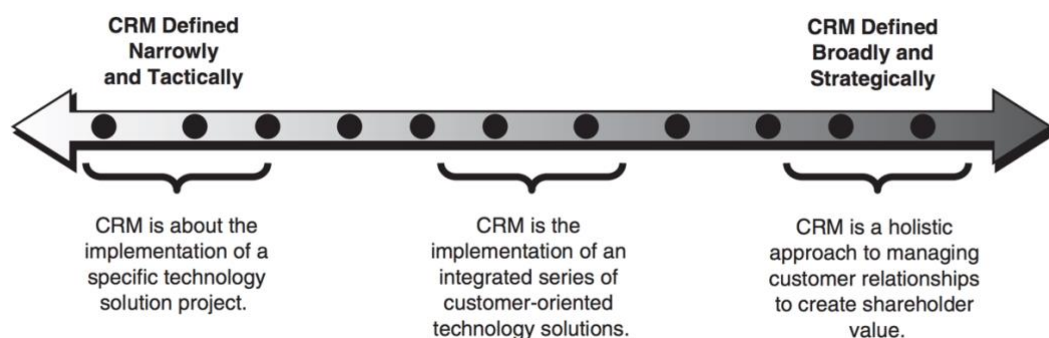 CRM Defined
Narrowly
and Tactically
CRM Defined
Broadly and
Strategically
CRM is about the
implementation of a
specific technology
solution project.
CRM is the
implementation of an
integrated series of
customer-oriented
technology solutions.
CRM is a holistic
approach to managing
customer relationships
to create shareholder
value.